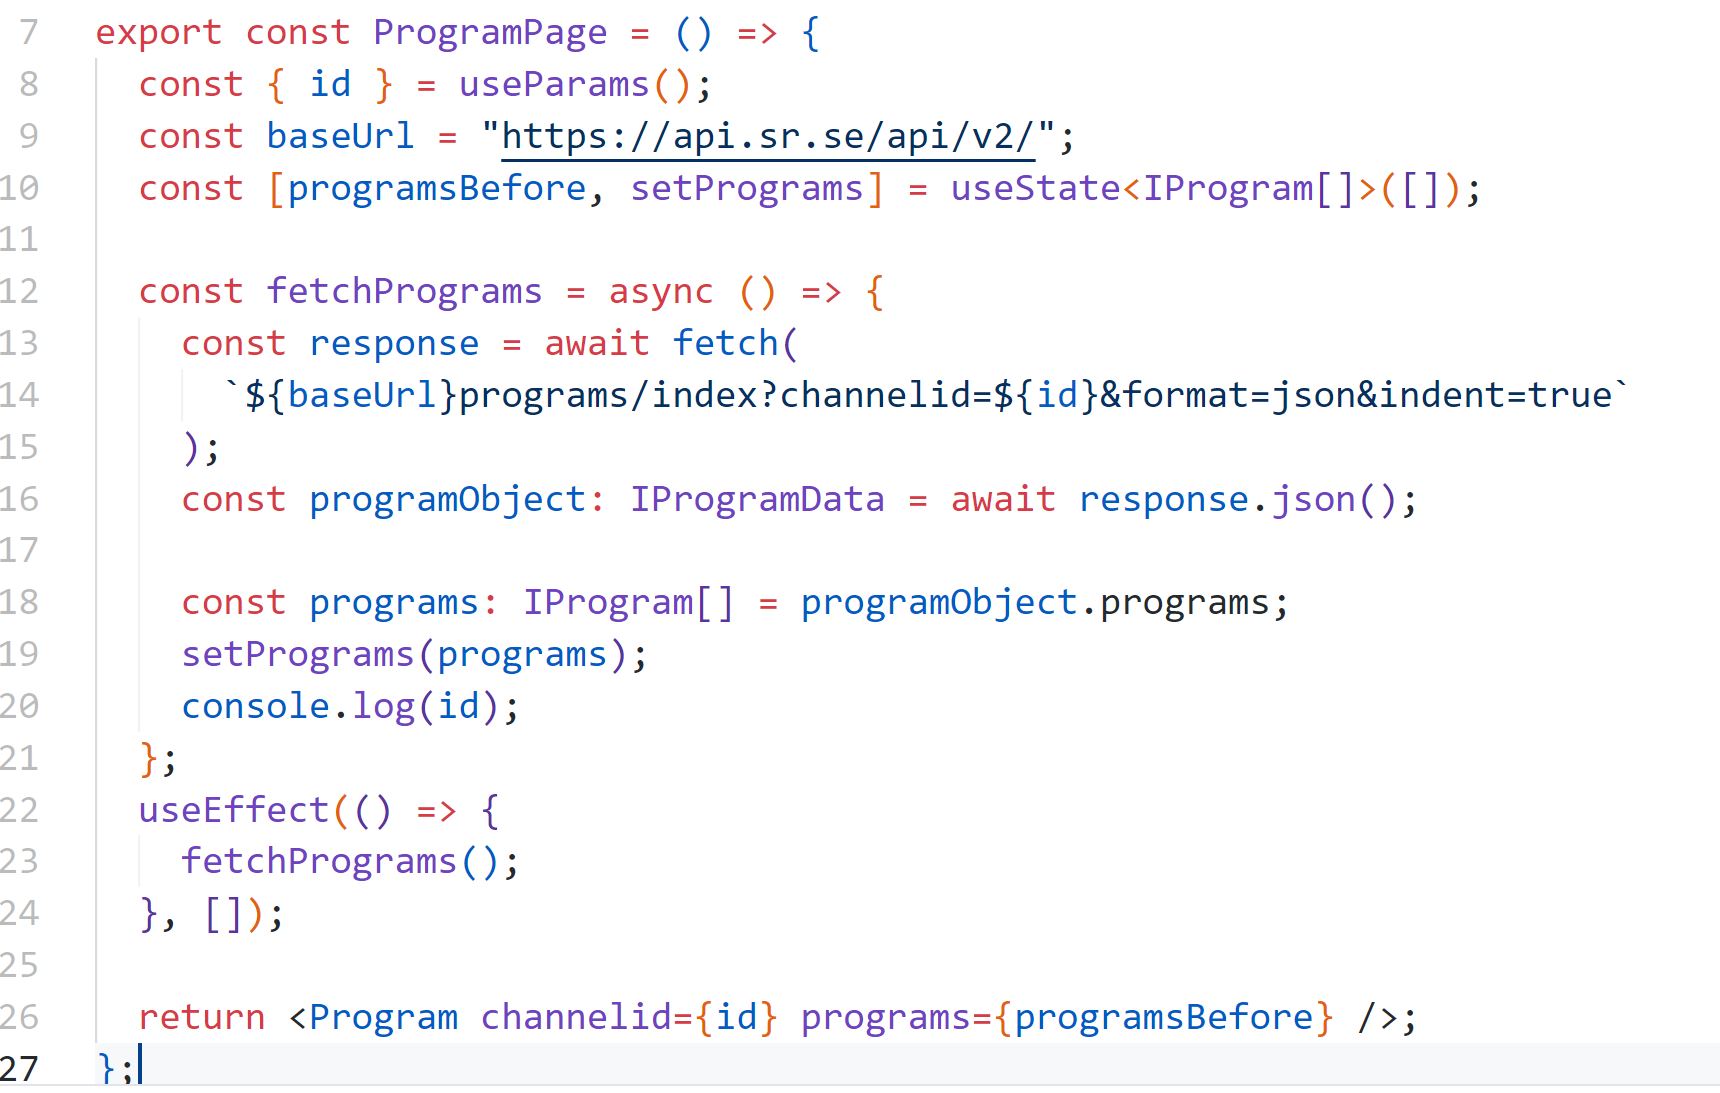 7 export const ProgramPage = () => {
8 const { id } = useParams();
9 const baseUrl = "https://api.sr.se/api/v2/";
10 const [programsBefore, setPrograms] = useState<IProgram[]>([]);
11
12 const fetchPrograms = async () => {
13 const response = await fetch(
14 `${baseUrl}programs/index?channelid=${id}&format=json&indent=true`
15 );
16 const programObject: IProgramData = await response.json();
17
18 const programs: IProgram[] = programObject.programs;
19 setPrograms(programs);
20 console.log(id);
21 };
22 useEffect(() => {
23 fetchPrograms();
24 }, []);
25
26 return <Program channelid={id} programs={programsBefore} />;
27 };